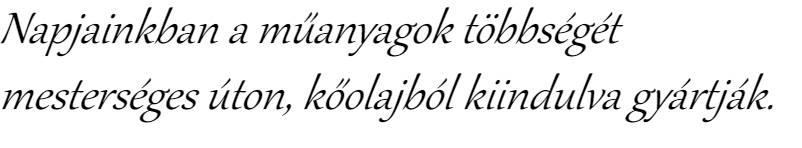 Napjainkban a műanyagok többségét
mesterséges úton, kőolajból kiindulva gyártják.